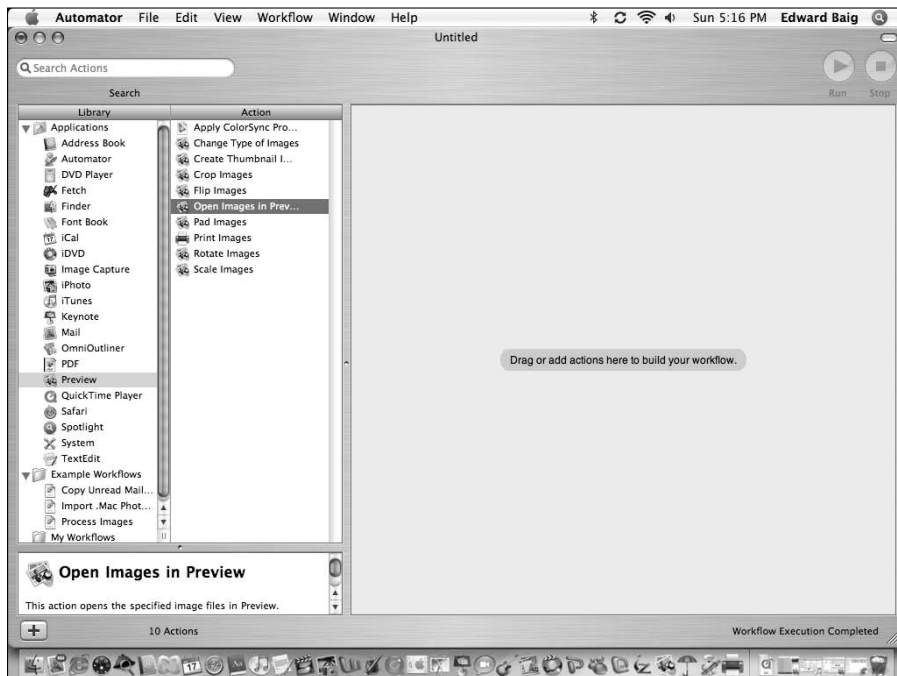 Automator File Edit View Workflow Window Help Sun 5:16 PM Edward Baig
Untitled
Search Actions
Search
Run Stop
Library Action
Applications
Address Book
Automator
DVD Player
Fetch
Finder
Font Book
iCal
iDVD
Image Capture
iPhoto
iTunes
Keynote
Mail
OmniOutliner
PDF
Preview
QuickTime Player
Safari
Spotlight
System
TextEdit
Example Workflows
Copy Unread Mail...
Import .Mac Phot...
Process Images
My Workflows
Apply ColorSync Pro...
Change Type of Images
Create Thumbnail I...
Crop Images
Flip Images
Open Images in Prev...
Pad Images
Print Images
Rotate Images
Scale Images
Drag or add actions here to build your workflow.
Open Images in Preview
This action opens the specified image files in Preview.
10 Actions
Workflow Execution Completed
17